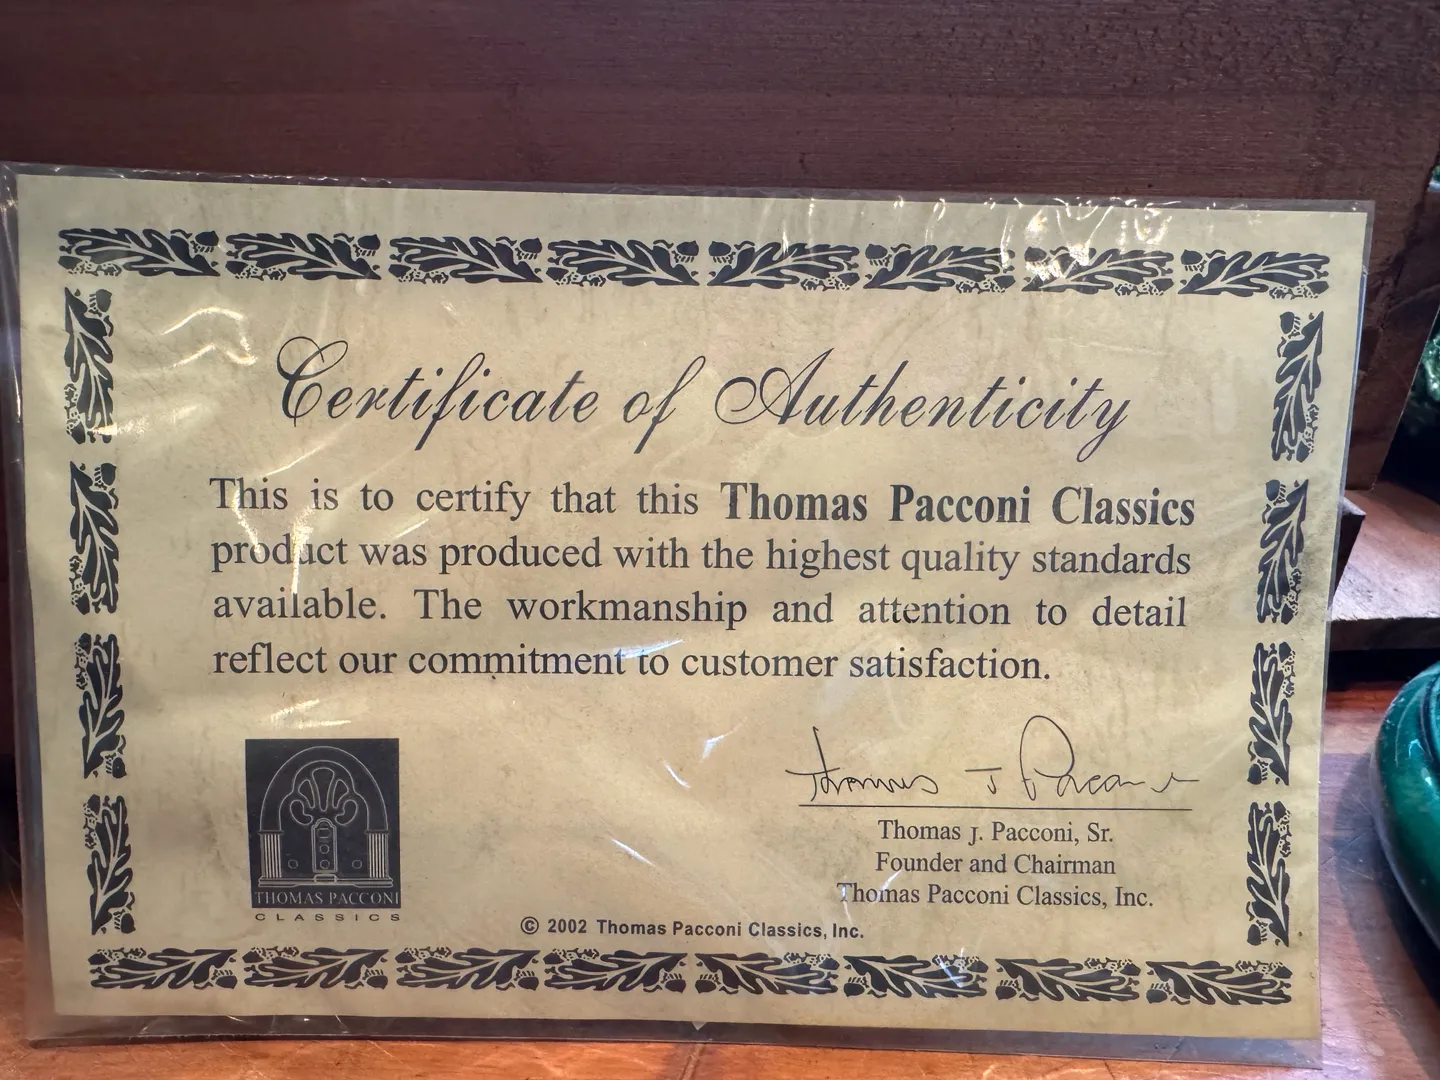 Certificate of Authenticity
This is to certify that this Thomas Pacconi Classics
product was produced with the highest quality standards
available. The workmanship and attention to detail
reflect our commitment to customer satisfaction.
Thomas J Pacconi
Thomas J. Pacconi, Sr.
Founder and Chairman
Thomas Pacconi Classics, Inc.
THOMAS PACCONI
CLASSICS
© 2002 Thomas Pacconi Classics, Inc.